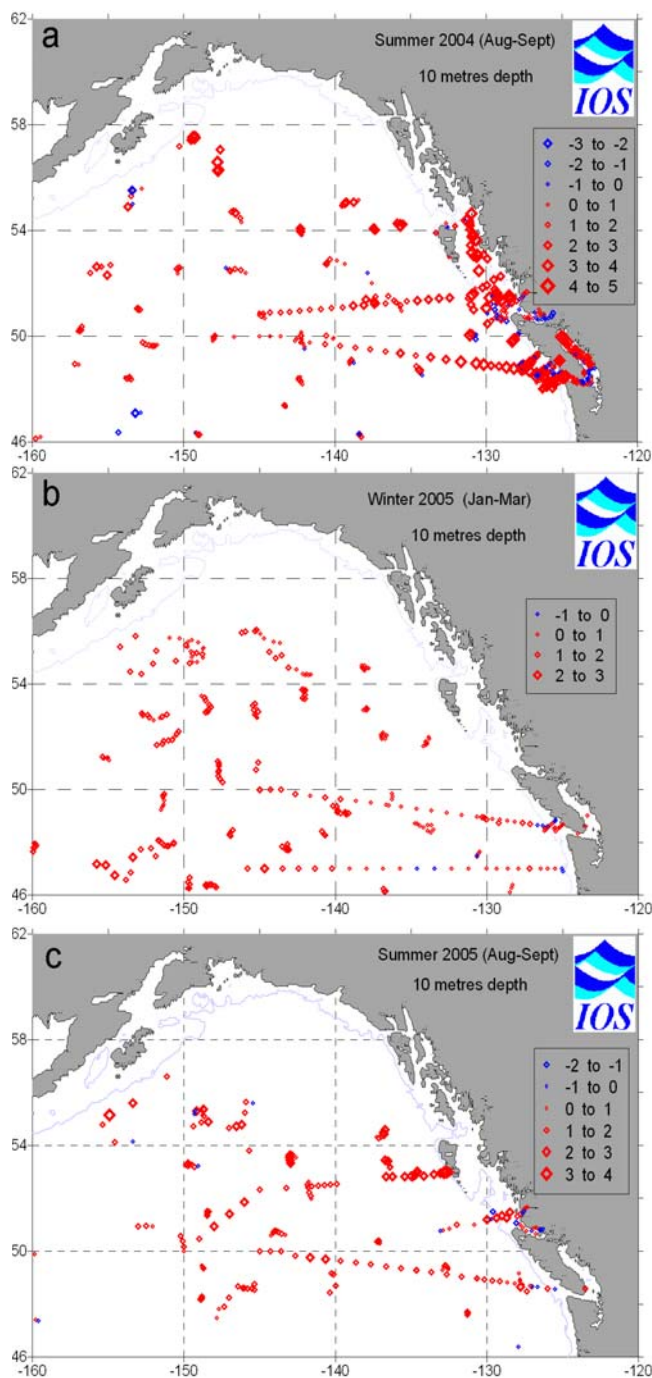 62
a
Summer 2004 (Aug-Sept)
10 metres depth
IOS
58
-3 to -2
-2 to -1
-1 to 0
0 to 1
1 to 2
2 to 3
3 to 4
4 to 5
54
50
46
-160
-150
-140
-130
-120
62
b
Winter 2005 (Jan-Mar)
10 metres depth
IOS
58
-1 to 0
0 to 1
1 to 2
2 to 3
54
50
46
-160
-150
-140
-130
-120
62
c
Summer 2005 (Aug-Sept)
10 metres depth
IOS
58
-2 to -1
-1 to 0
0 to 1
1 to 2
2 to 3
3 to 4
54
50
46
-160
-150
-140
-130
-120